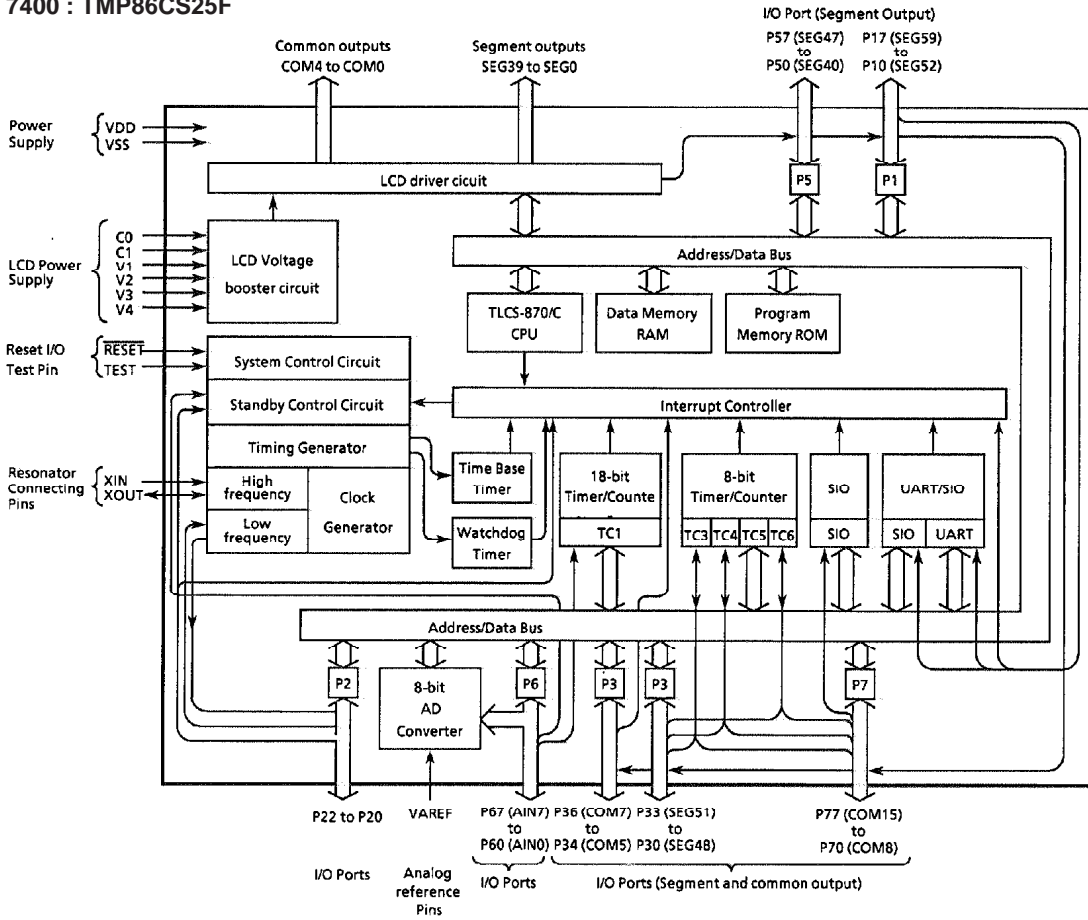 7400 : TMP86CS25F
I/O Port (Segment Output)
Common outputs
COM4 to COM0
Segment outputs
SEG39 to SEG0
P57 (SEG47)
to
P50 (SEG40)
P17 (SEG59)
to
P10 (SEG52)
Power
Supply
VDD
VSS
LCD driver cicuit
P5
P1
LCD Power
Supply
C0
C1
V1
V2
V3
V4
LCD Voltage
booster circuit
Address/Data Bus
TLCS-870/C
CPU
Data Memory
RAM
Program
Memory ROM
Reset I/O
Test Pin
RESET
TEST
System Control Circuit
Standby Control Circuit
Interrupt Controller
Timing Generator
Resonator
Connecting
Pins
XIN
XOUT
High
frequency
Low
frequency
Clock
Generator
Time Base
Timer
Watchdog
Timer
18-bit
Timer/Counte
TC1
8-bit
Timer/Counter
TC3
TC4
TC5
TC6
SIO
SIO
UART/SIO
SIO
UART
Address/Data Bus
P2
8-bit
AD
Converter
P6
P3
P3
P7
P22 to P20
VAREF
P67 (AIN7)
to
P60 (AIN0)
P36 (COM7)
to
P34 (COM5)
P33 (SEG51)
to
P30 (SEG48)
P77 (COM15)
to
P70 (COM8)
I/O Ports
Analog
reference
Pins
I/O Ports
I/O Ports (Segment and common output)